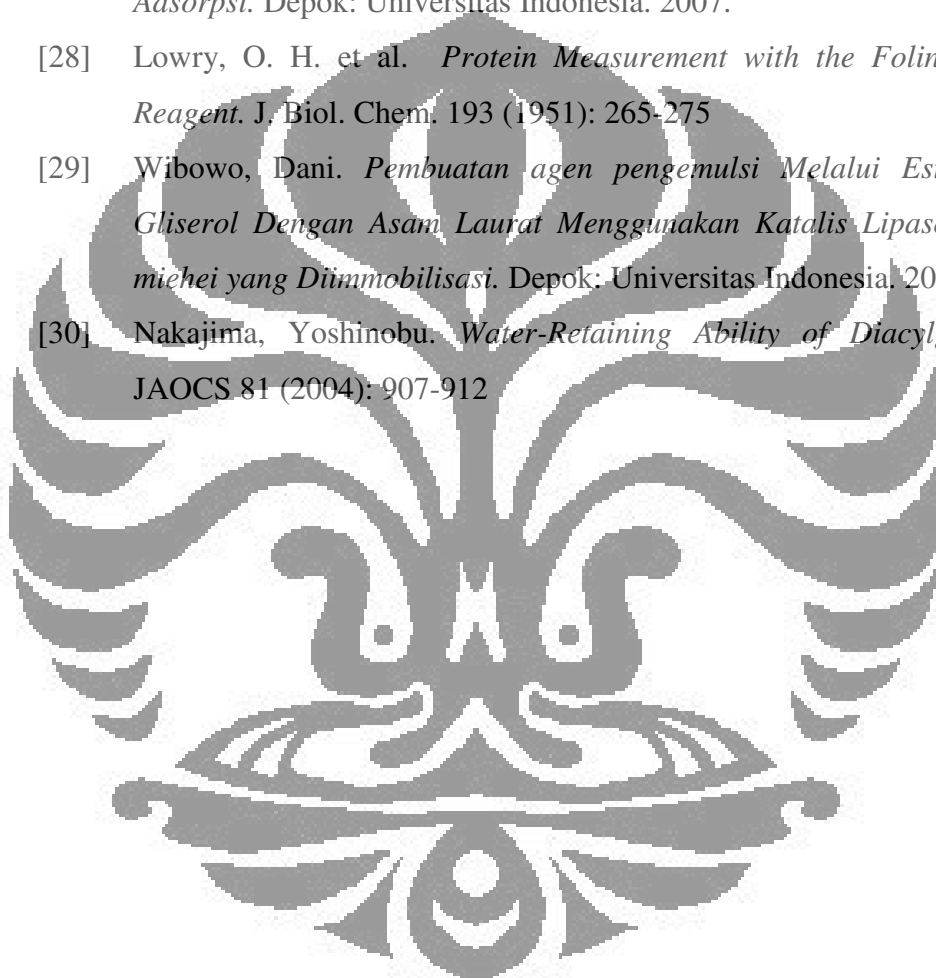 Adsorpsi. Depok: Universitas Indonesia. 2007.
[28] Lowry, O. H. et al. Protein Measurement with the Folin
Reagent. J. Biol. Chem. 193 (1951): 265-275
[29] Wibowo, Dani. Pembuatan agen pengemulsi Melalui
Gliserol Dengan Asam Laurat Menggunakan Katalis
miehei yang Diimmobilisasi. Depok: Universitas Indonesia.
[30] Nakajima, Yoshinobu. Water-Retaining Ability of
JAOCS 81 (2004): 907-912